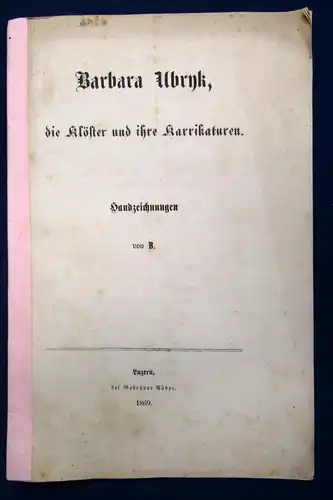 Barbara Ubryk,
die Klöster und ihre Karrikaturen.
Handzeichnungen
von B.
Luzern,
bei Gebrüder Räber.
1869.